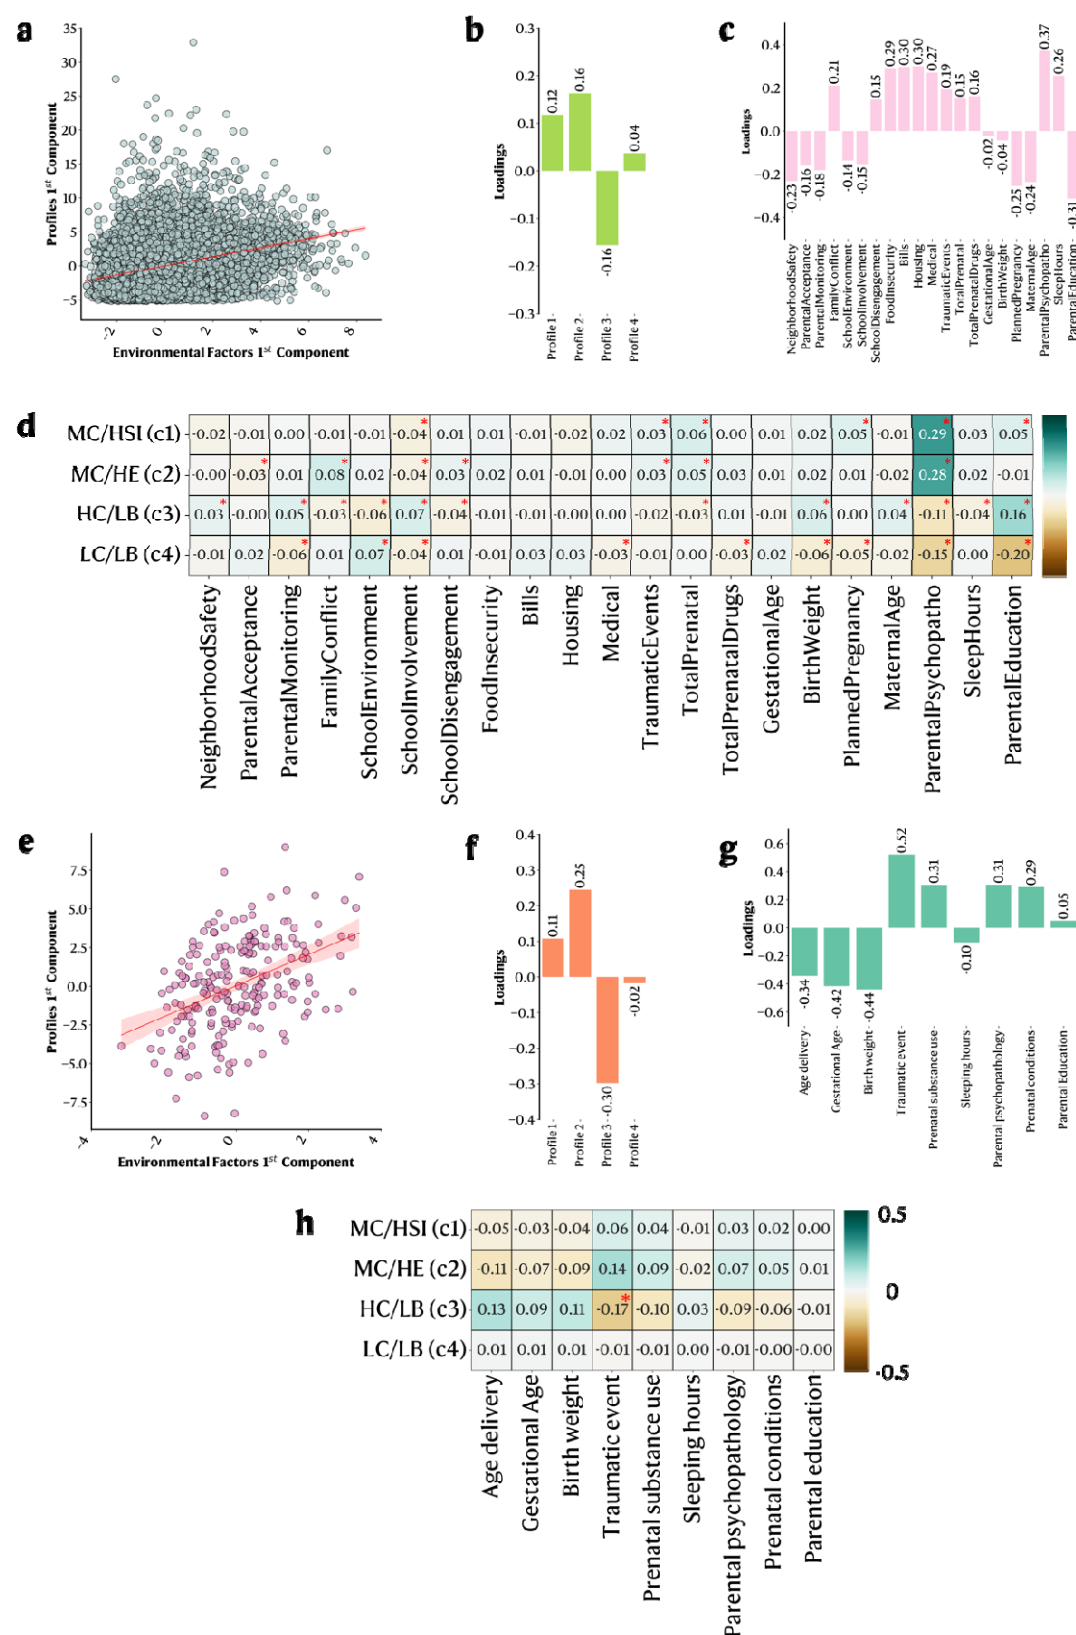 a
35
30
25
20
15
10
5
0
−5
Profiles 1st Component
−2 0 2 4 6 8
Environmental Factors 1st Component
b
0.3
0.2
0.1
0.0
−0.1
−0.2
−0.3
Loadings
0.12 0.16 −0.16 0.04
Profile 1 Profile 2 Profile 3 Profile 4
c
0.4
0.2
0.0
−0.2
−0.4
Loadings
−0.23 −0.16 −0.18 0.21 −0.14 −0.15 0.15 0.29 0.30 0.30 0.27 0.19 0.15 0.16 −0.02 −0.04 −0.25 −0.24 0.37 0.26 −0.31
NeighborhoodSafety ParentalAcceptance ParentalMonitoring FamilyConflict SchoolEnvironment SchoolInvolvement SchoolDisengagement FoodInsecurity Bills Housing Medical TraumaticEvents TotalPrenatal TotalPrenatalDrugs GestationalAge BirthWeight PlannedPregnancy MaternalAge ParentalPsychopatho SleepHours ParentalEducation
d
MC/HSI (c1) -0.02 -0.01 0.00 -0.01 -0.01 -0.04* 0.01 0.01 -0.01 -0.02 0.02 0.03* 0.06* 0.00 0.01 0.02 0.05* -0.01 0.29* 0.03 0.05*
MC/HE (c2) -0.00 -0.03* 0.01 0.08* 0.02 -0.04* 0.03* 0.02 0.01 -0.01 0.00 0.03* 0.05* 0.03 0.01 0.02 0.01 -0.02 0.28* 0.02 -0.01
HC/LB (c3) 0.03* -0.00 0.05* -0.03* -0.06* 0.07* -0.04* -0.01 -0.01 -0.00 0.00 -0.02 -0.03* 0.01 -0.01 0.06* 0.00 0.04* -0.11* -0.04* 0.16*
LC/LB (c4) -0.01 0.02 -0.06* 0.01 0.07* -0.04* 0.01 -0.01 0.03 0.03 -0.03* -0.01 0.00 -0.03* 0.02 -0.06* -0.05* -0.02 -0.15* 0.00 -0.20*
NeighborhoodSafety ParentalAcceptance ParentalMonitoring FamilyConflict SchoolEnvironment SchoolInvolvement SchoolDisengagement FoodInsecurity Bills Housing Medical TraumaticEvents TotalPrenatal TotalPrenatalDrugs GestationalAge BirthWeight PlannedPregnancy MaternalAge ParentalPsychopatho SleepHours ParentalEducation
e
7.5
5.0
2.5
0.0
−2.5
−5.0
−7.5
Profiles 1st Component
−4 −2 0 2 4
Environmental Factors 1st Component
f
0.4
0.3
0.2
0.1
0.0
−0.1
−0.2
−0.3
−0.4
Loadings
0.11 0.25 −0.30 −0.02
Profile 1 Profile 2 Profile 3 Profile 4
g
0.6
0.4
0.2
0.0
−0.2
−0.4
−0.6
Loadings
−0.34 −0.42 −0.44 0.52 0.31 −0.10 0.31 0.29 0.05
Age delivery Gestational Age Birth weight Traumatic event Prenatal substance use Sleeping hours Parental psychopathology Prenatal conditions Parental Education
h
MC/HSI (c1) -0.05 -0.03 -0.04 0.06 0.04 -0.01 0.03 0.02 0.00
MC/HE (c2) -0.11 -0.07 -0.09 0.14 0.09 -0.02 0.07 0.05 0.01
HC/LB (c3) 0.13 0.09 0.11 -0.17* -0.10 0.03 -0.09 -0.06 -0.01
LC/LB (c4) 0.01 0.01 0.01 -0.01 -0.01 0.00 -0.01 -0.00 -0.00
Age delivery Gestational Age Birth weight Traumatic event Prenatal substance use Sleeping hours Parental psychopathology Prenatal conditions Parental education
0.5
0
-0.5